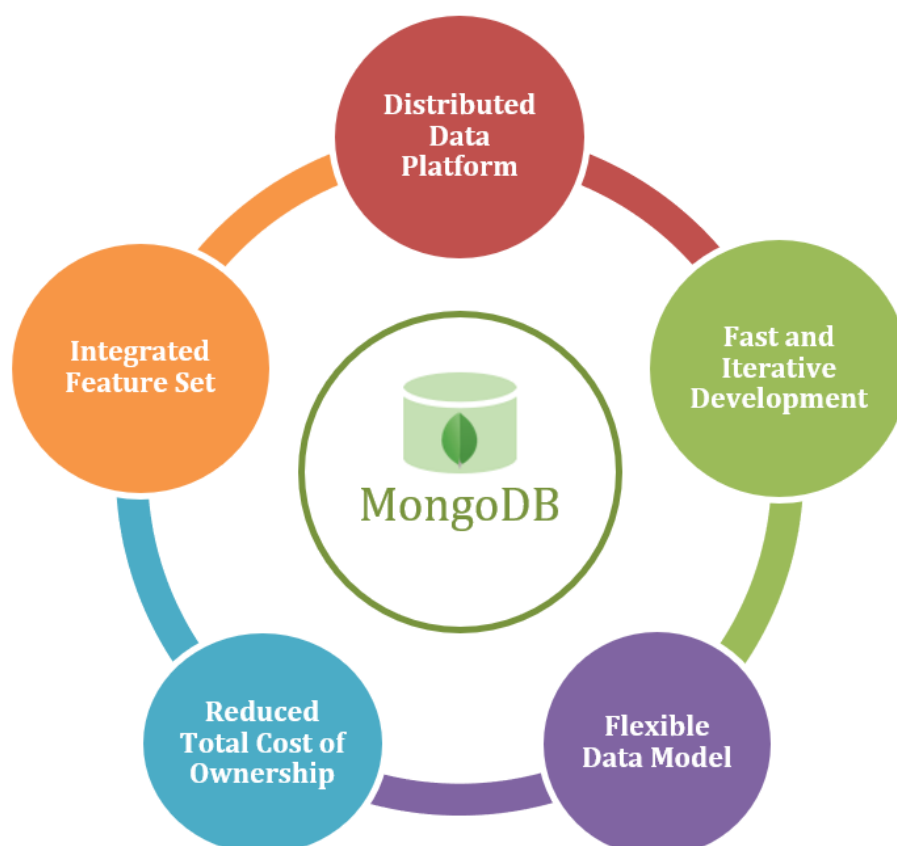 Distributed
Data
Platform
Fast and
Iterative
Development
Flexible
Data Model
Reduced
Total Cost of
Ownership
Integrated
Feature Set
MongoDB